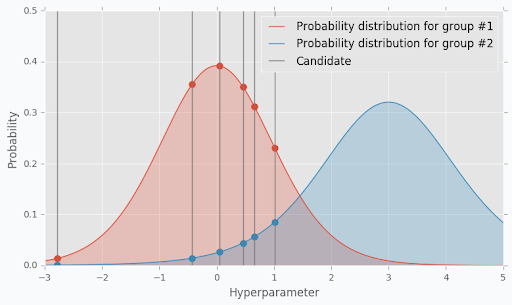 0.5
Probability distribution for group #1
Probability distribution for group #2
Candidate
0.4
0.3
0.2
0.1
0.0
Probability
−3 −2 −1 0 1 2 3 4 5
Hyperparameter